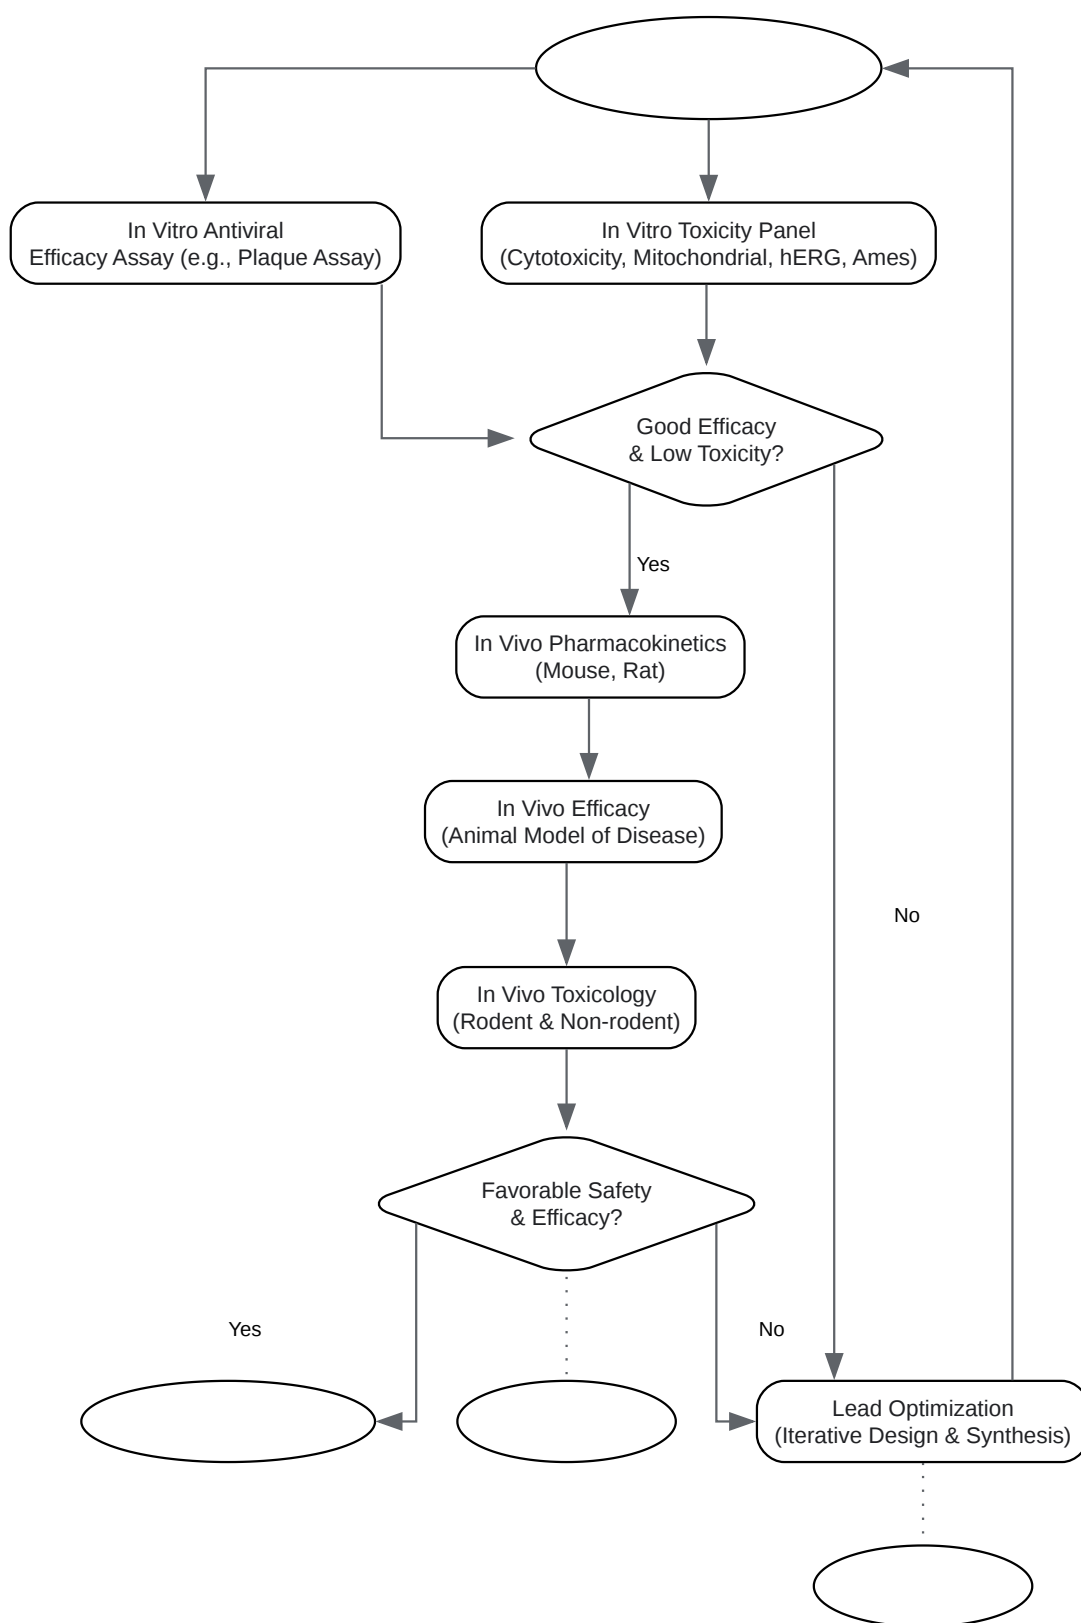 In Vitro Antiviral
Efficacy Assay (e.g., Plaque Assay)
In Vitro Toxicity Panel
(Cytotoxicity, Mitochondrial, hERG, Ames)
Good Efficacy
& Low Toxicity?
Yes
In Vivo Pharmacokinetics
(Mouse, Rat)
In Vivo Efficacy
(Animal Model of Disease)
No
In Vivo Toxicology
(Rodent & Non-rodent)
Favorable Safety
& Efficacy?
Yes
No
Lead Optimization
(Iterative Design & Synthesis)